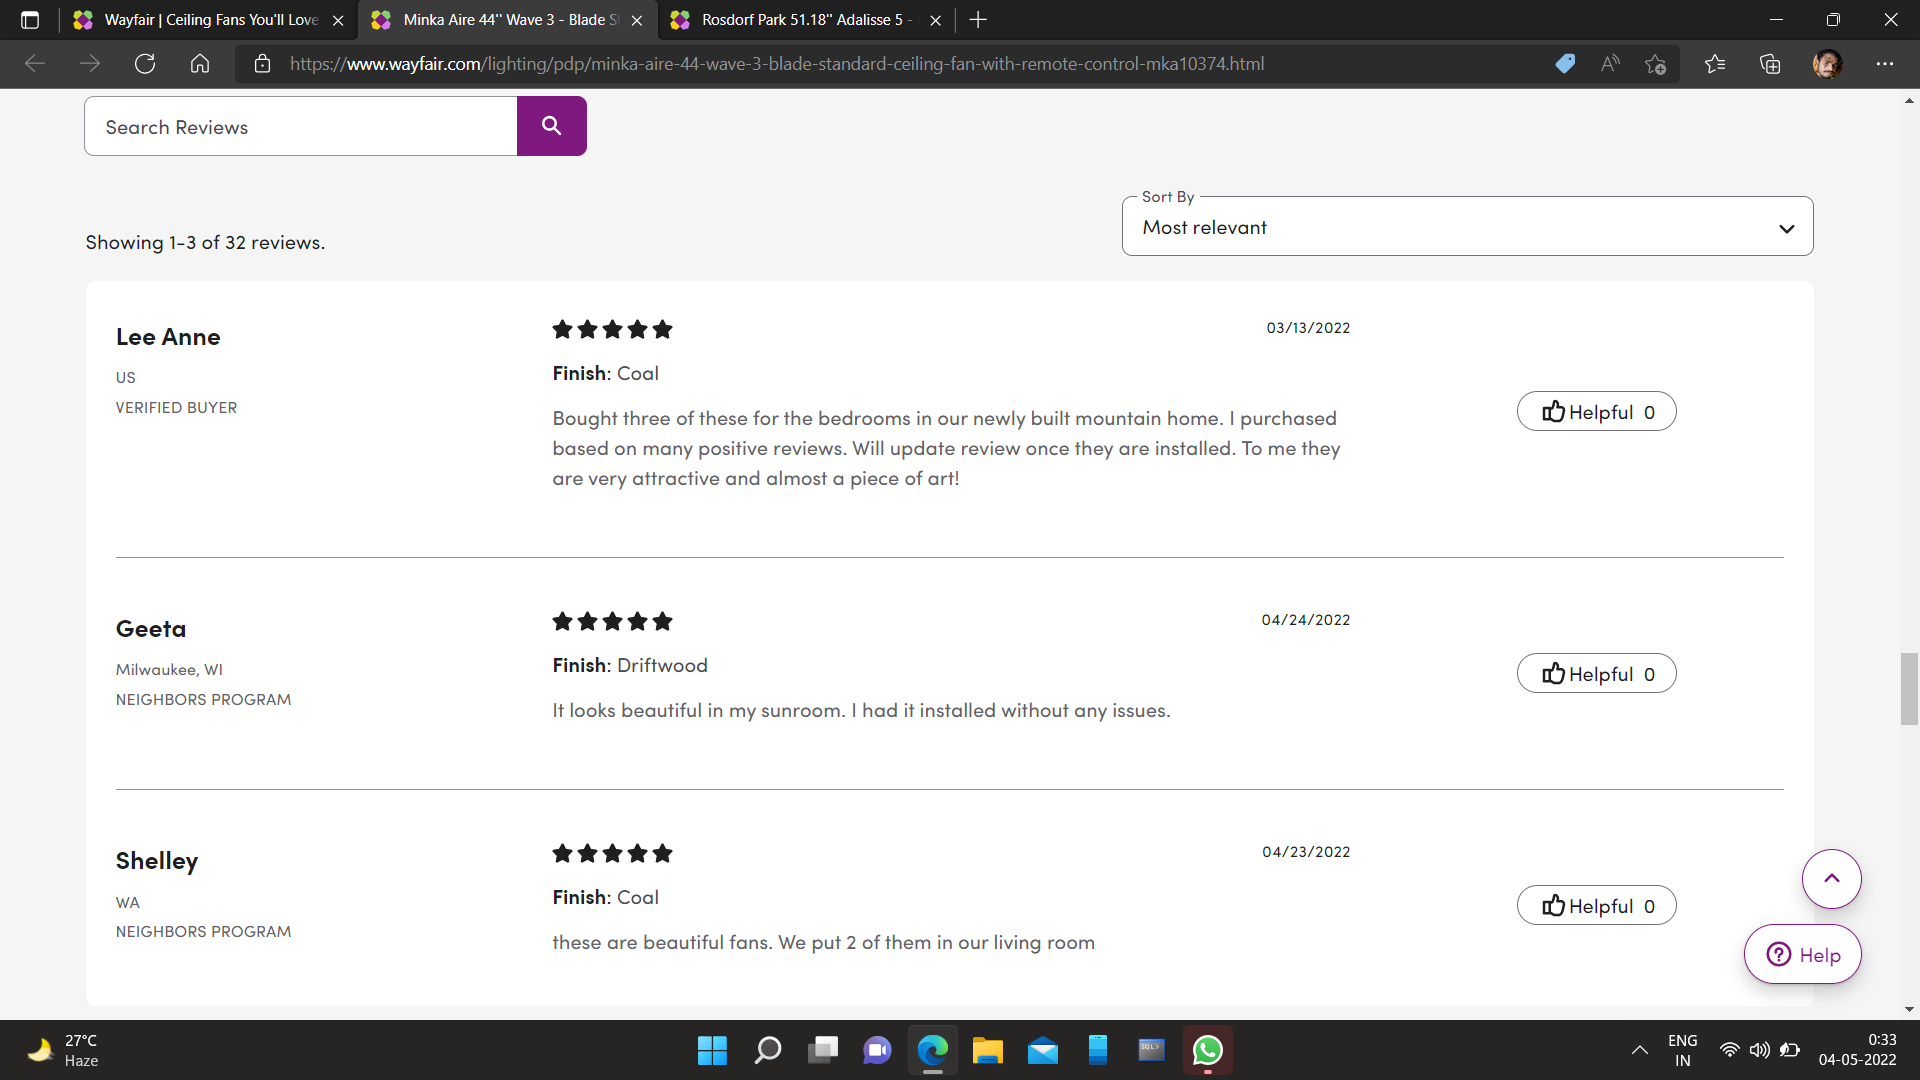 Wayfair | Ceiling Fans You'll Love
Minka Aire 44'' Wave 3 - Blade S
Rosdorf Park 51.18'' Adalisse 5 -
https://www.wayfair.com/lighting/pdp/minka-aire-44-wave-3-blade-standard-ceiling-fan-with-remote-control-mka10374.html
Search Reviews
Sort By
Most relevant
Showing 1-3 of 32 reviews.
Lee Anne
US
VERIFIED BUYER
03/13/2022
Finish: Coal
Bought three of these for the bedrooms in our newly built mountain home. I purchased
based on many positive reviews. Will update review once they are installed. To me they
are very attractive and almost a piece of art!
Helpful 0
Geeta
Milwaukee, WI
NEIGHBORS PROGRAM
04/24/2022
Finish: Driftwood
It looks beautiful in my sunroom. I had it installed without any issues.
Helpful 0
Shelley
WA
NEIGHBORS PROGRAM
04/23/2022
Finish: Coal
these are beautiful fans. We put 2 of them in our living room
Helpful 0
Help
27°C
Haze
SQL>
ENG
IN
0:33
04-05-2022